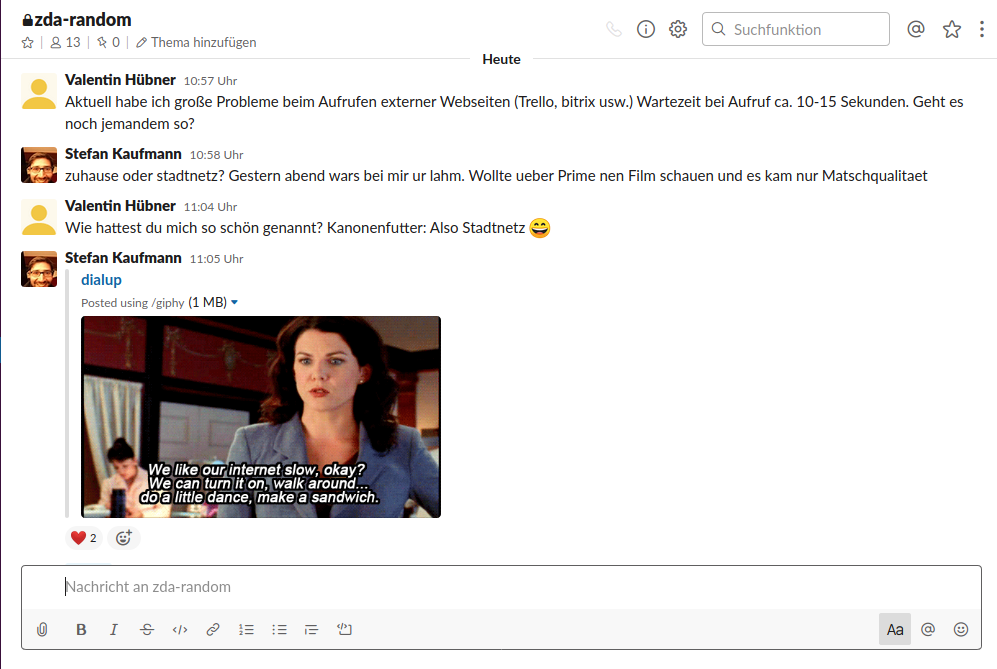 zda-random
13 | 0 | Thema hinzufügen
Suchfunktion
Heute
Valentin Hübner 10:57 Uhr
Aktuell habe ich große Probleme beim Aufrufen externer Webseiten (Trello, bitrix usw.) Wartezeit bei Aufruf ca. 10-15 Sekunden. Geht es
noch jemandem so?
Stefan Kaufmann 10:58 Uhr
zuhause oder stadtnetz? Gestern abend wars bei mir ur lahm. Wollte ueber Prime nen Film schauen und es kam nur Matschqualitaet
Valentin Hübner 11:04 Uhr
Wie hattest du mich so schön genannt? Kanonenfutter: Also Stadtnetz 😄
Stefan Kaufmann 11:05 Uhr
dialup
Posted using /giphy (1 MB)
We like our internet slow, okay?
We can turn it on, walk around...
do a little dance, make a sandwich.
❤️ 2
Nachricht an zda-random
B I S </> Aa @